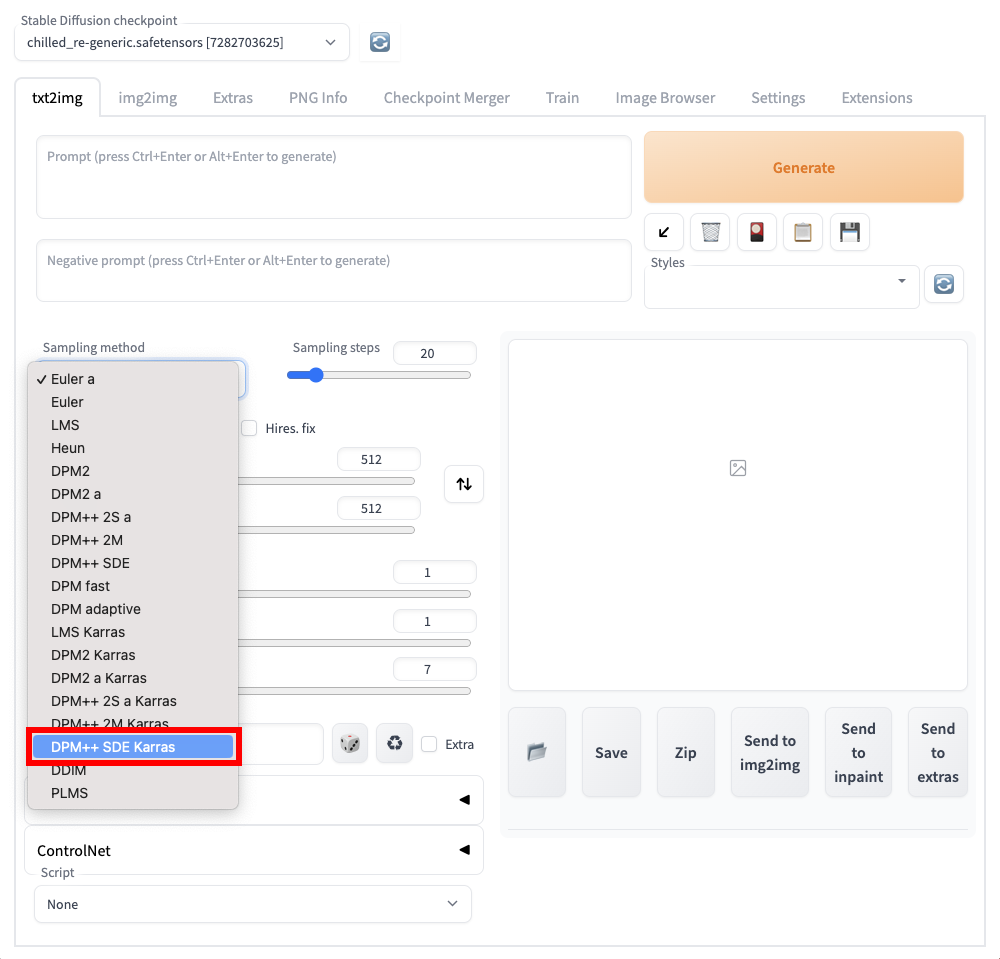 Stable Diffusion checkpoint
chilled_re-generic.safetensors [7282703625]
txt2img
img2img
Extras
PNG Info
Checkpoint Merger
Train
Image Browser
Settings
Extensions
Prompt (press Ctrl+Enter or Alt+Enter to generate)
Generate
Negative prompt (press Ctrl+Enter or Alt+Enter to generate)
Styles
Sampling method
Sampling steps
20
Euler a
Euler
LMS
Heun
DPM2
DPM2 a
DPM++ 2S a
DPM++ 2M
DPM++ SDE
DPM fast
DPM adaptive
LMS Karras
DPM2 Karras
DPM2 a Karras
DPM++ 2S a Karras
DPM++ 2M Karras
DPM++ SDE Karras
DDIM
PLMS
Hires. fix
512
512
1
1
7
Extra
Save
Zip
Send to
img2img
Send
to
inpaint
Send
to
extras
ControlNet
Script
None